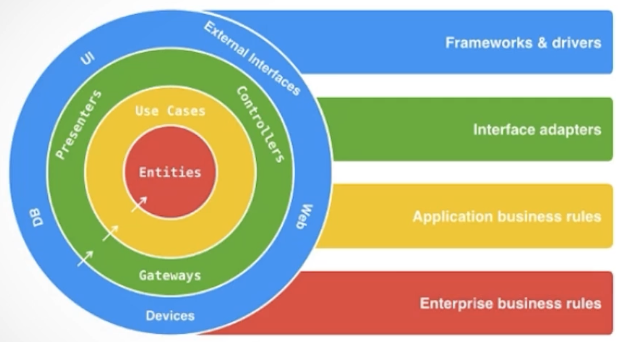 UI
External Interfaces
Frameworks & drivers
Presenters
Use Cases
Controllers
Interface adapters
Entities
DB
Web
Application business rules
Gateways
Devices
Enterprise business rules